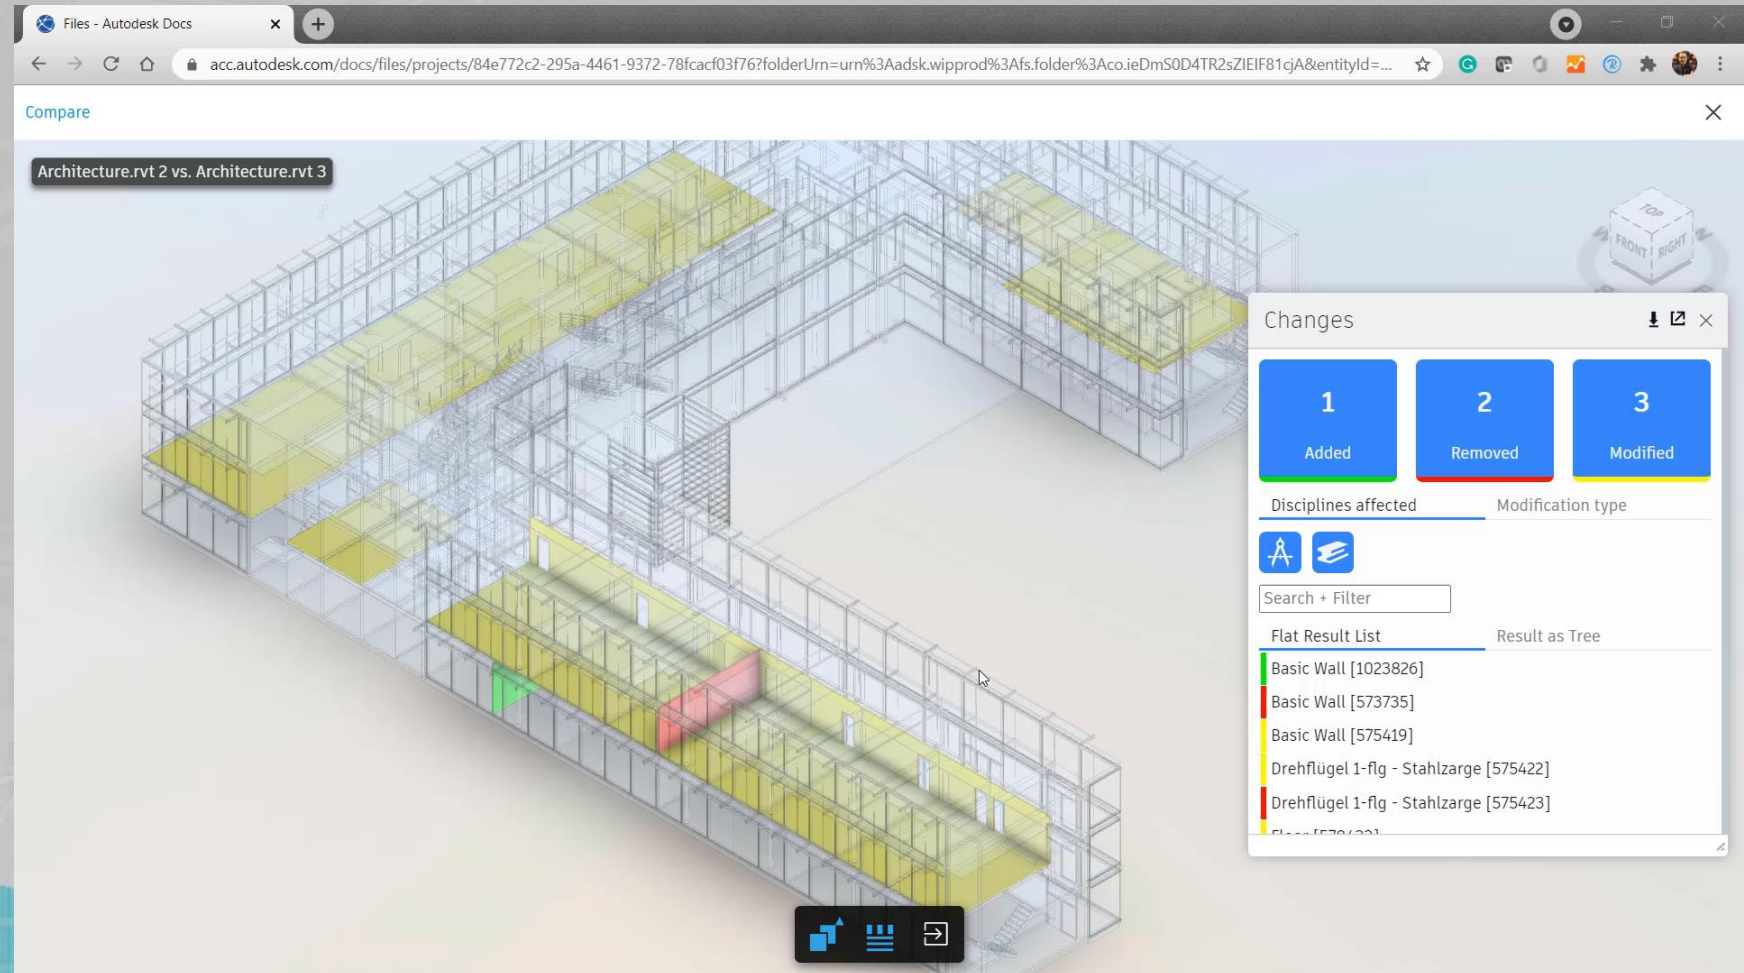 Files - Autodesk Docs
acc.autodesk.com/docs/files/projects/84e772c2-295a-4461-9372-78fcacf03f76?folderUrn=urn%3Aadsk.wipprod%3Afs.folder%3Aco.ieDmS0D4TR2sZIEIF81cjA&entityId=...
Compare
Architecture.rvt 2 vs. Architecture.rvt 3
TOP
FRONT
RIGHT
Changes
1
Added
2
Removed
3
Modified
Disciplines affected
Modification type
Search + Filter
Flat Result List
Result as Tree
Basic Wall [1023826]
Basic Wall [573735]
Basic Wall [575419]
Drehflügel 1-flg - Stahlzarge [575422]
Drehflügel 1-flg - Stahlzarge [575423]